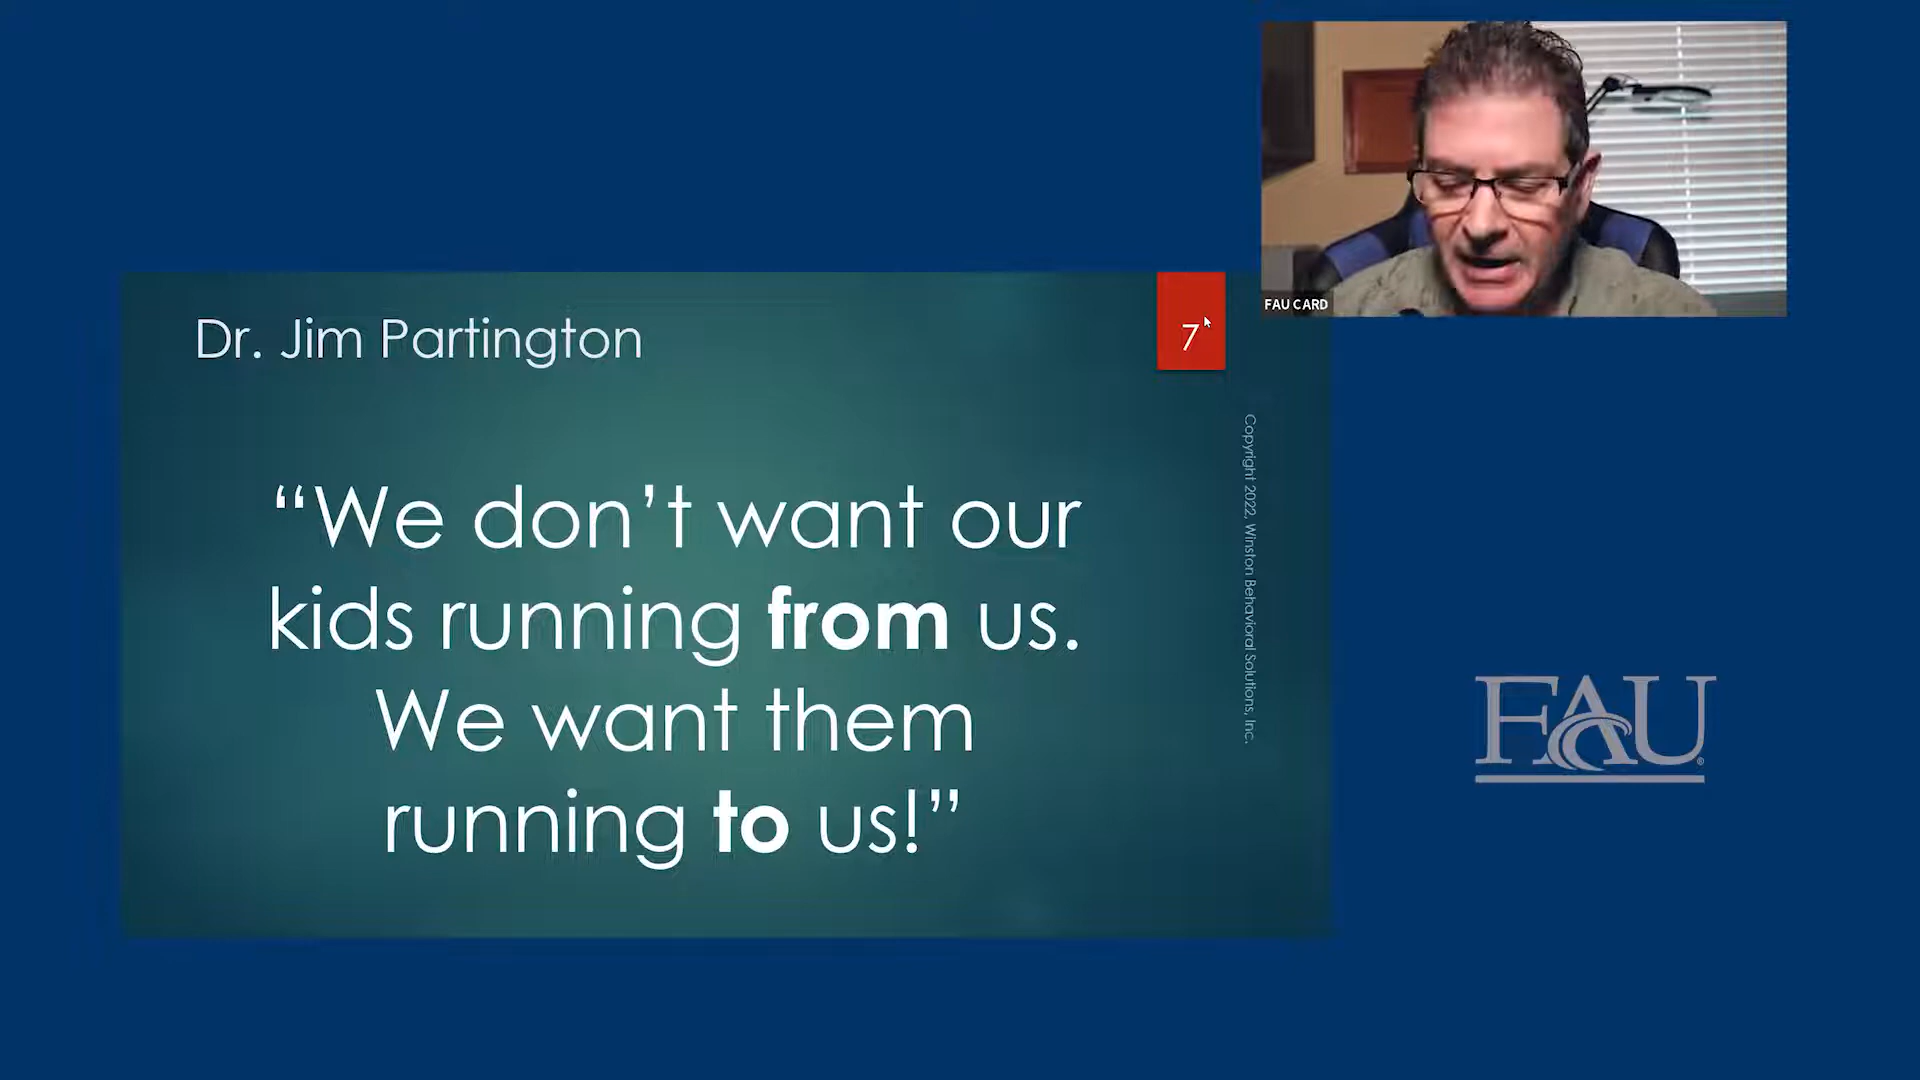 FAU CARD
Dr. Jim Partington
7
“We don’t want our
kids running from us.
We want them
running to us!”
Copyright 2022, Winston Behavioral Solutions, Inc.
FAU®